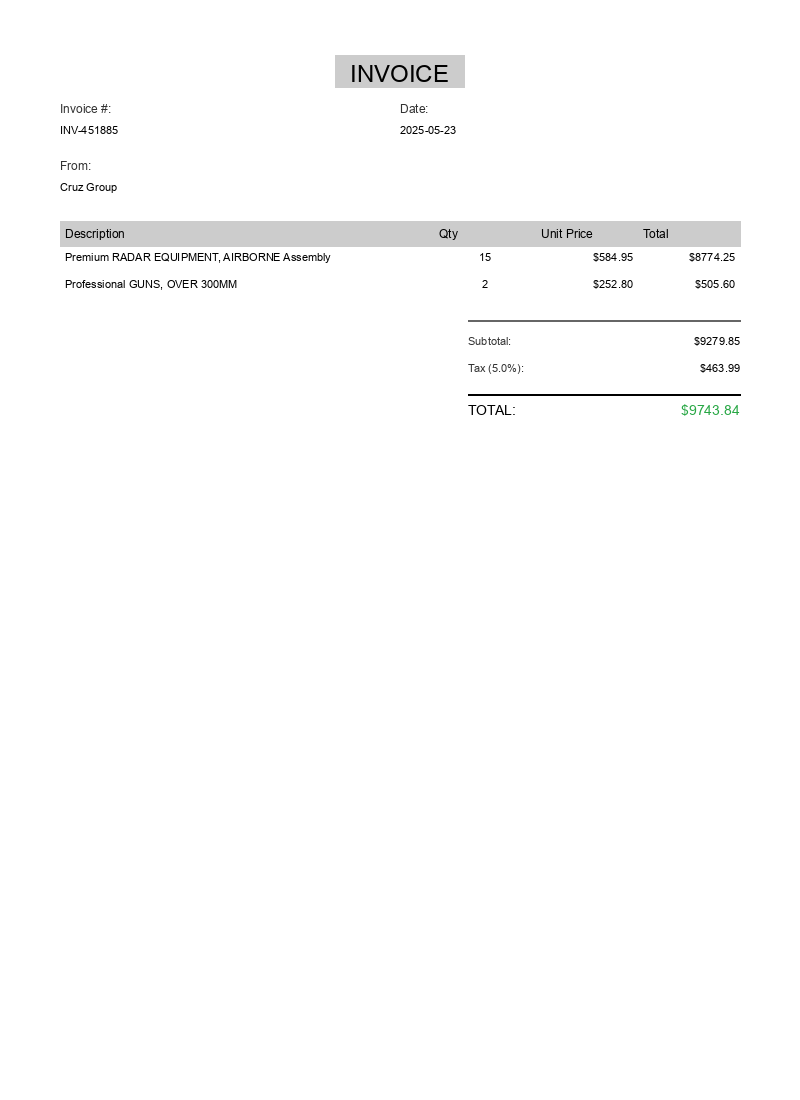 INVOICE
Invoice #: Date:
INV-451885 2025-05-23
From:
Cruz Group
Description Qty Unit Price Total
Premium RADAR EQUIPMENT, AIRBORNE Assembly 15 $584.95 $8774.25
Professional GUNS, OVER 300MM 2 $252.80 $505.60
Subtotal: $9279.85
Tax (5.0%): $463.99
TOTAL: $9743.84